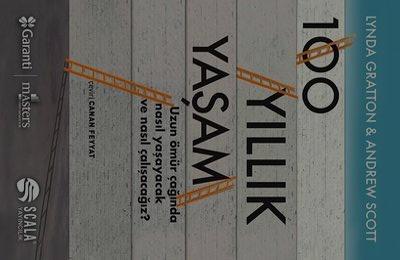 LYNDA GRATTON & ANDREW SCOTT
100
YILLIK
YAŞAM
Uzun ömür çağında
nasıl yaşayacak
ve nasıl çalışacağız?
çeviri CANAN FEYYAT
Garanti
mAsters
SCALA
YAYINCILIK